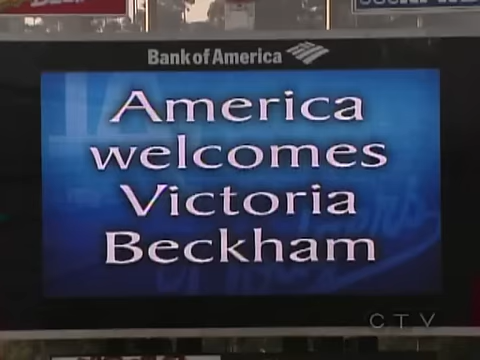 Bank of America
America
welcomes
Victoria
Beckham
CTV